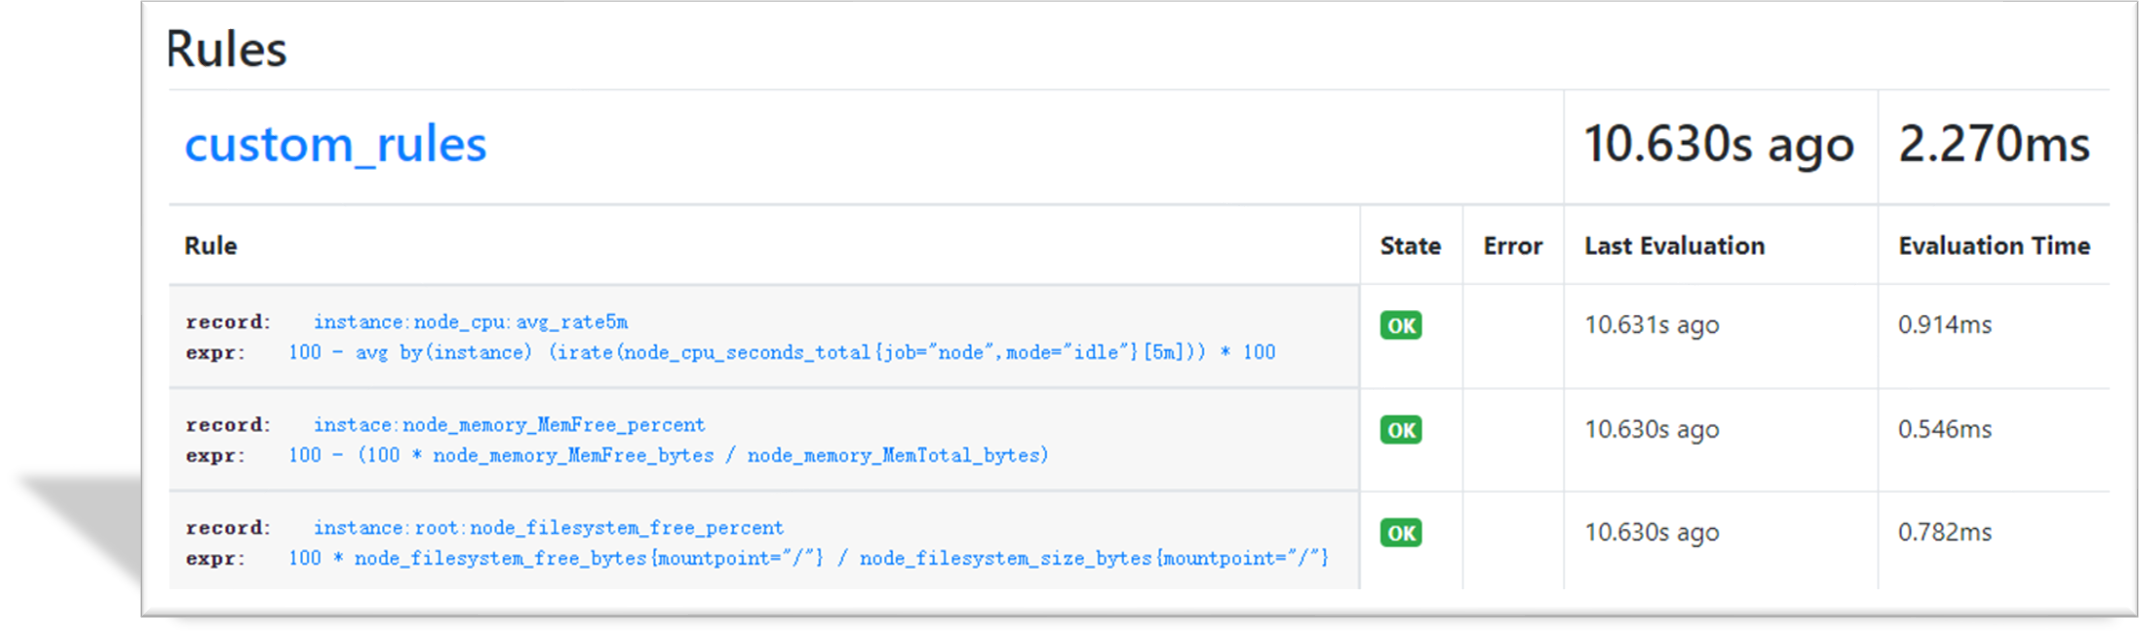 Rules
custom_rules 10.630s ago 2.270ms
Rule State Error Last Evaluation Evaluation Time
record: instance:node_cpu:avg_rate5m
expr: 100 - avg by(instance) (irate(node_cpu_seconds_total{job="node",mode="idle"}[5m])) * 100
OK 10.631s ago 0.914ms
record: instace:node_memory_MemFree_percent
expr: 100 - (100 * node_memory_MemFree_bytes / node_memory_MemTotal_bytes)
OK 10.630s ago 0.546ms
record: instance:root:node_filesystem_free_percent
expr: 100 * node_filesystem_free_bytes{mountpoint="/"} / node_filesystem_size_bytes{mountpoint="/"}
OK 10.630s ago 0.782ms